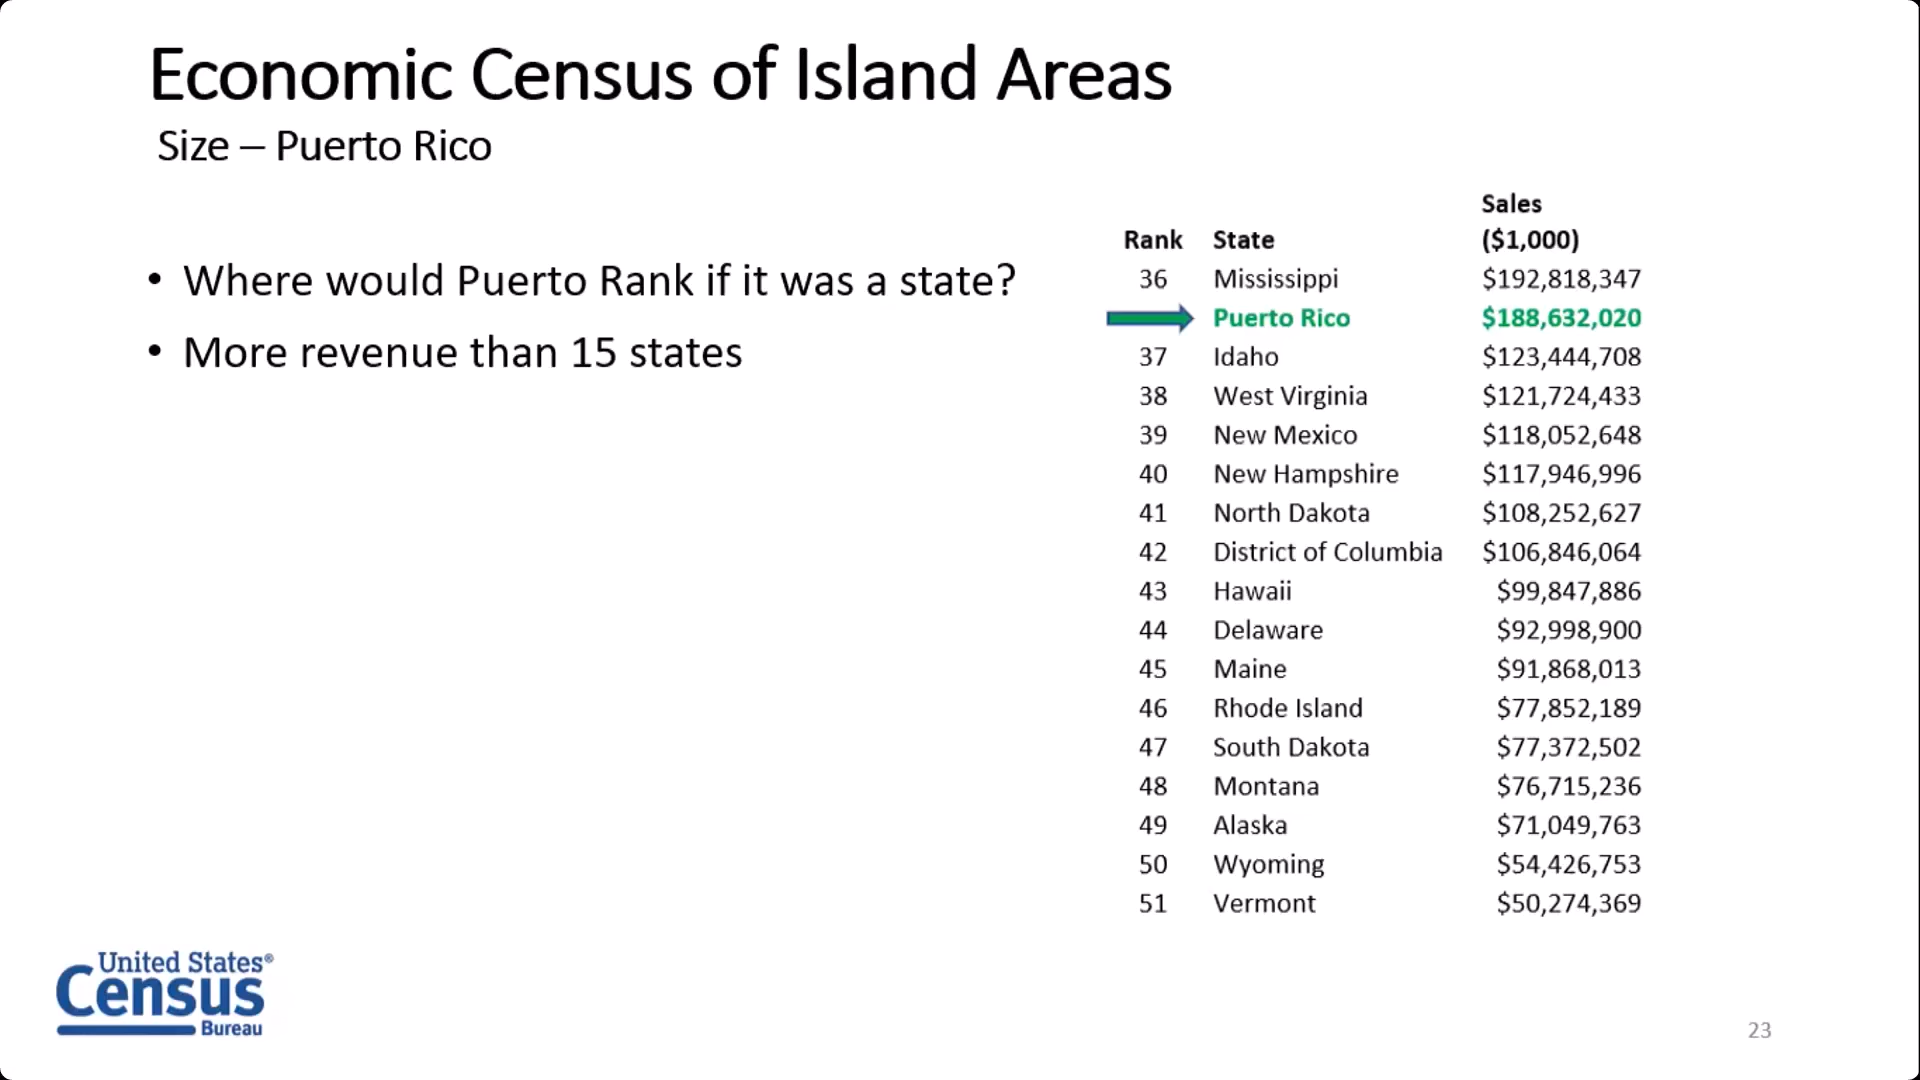 Economic Census of Island Areas
Size – Puerto Rico
• Where would Puerto Rank if it was a state?
• More revenue than 15 states
Sales
Rank State ($1,000)
36 Mississippi $192,818,347
Puerto Rico $188,632,020
37 Idaho $123,444,708
38 West Virginia $121,724,433
39 New Mexico $118,052,648
40 New Hampshire $117,946,996
41 North Dakota $108,252,627
42 District of Columbia $106,846,064
43 Hawaii $99,847,886
44 Delaware $92,998,900
45 Maine $91,868,013
46 Rhode Island $77,852,189
47 South Dakota $77,372,502
48 Montana $76,715,236
49 Alaska $71,049,763
50 Wyoming $54,426,753
51 Vermont $50,274,369
United States®
Census
Bureau
23